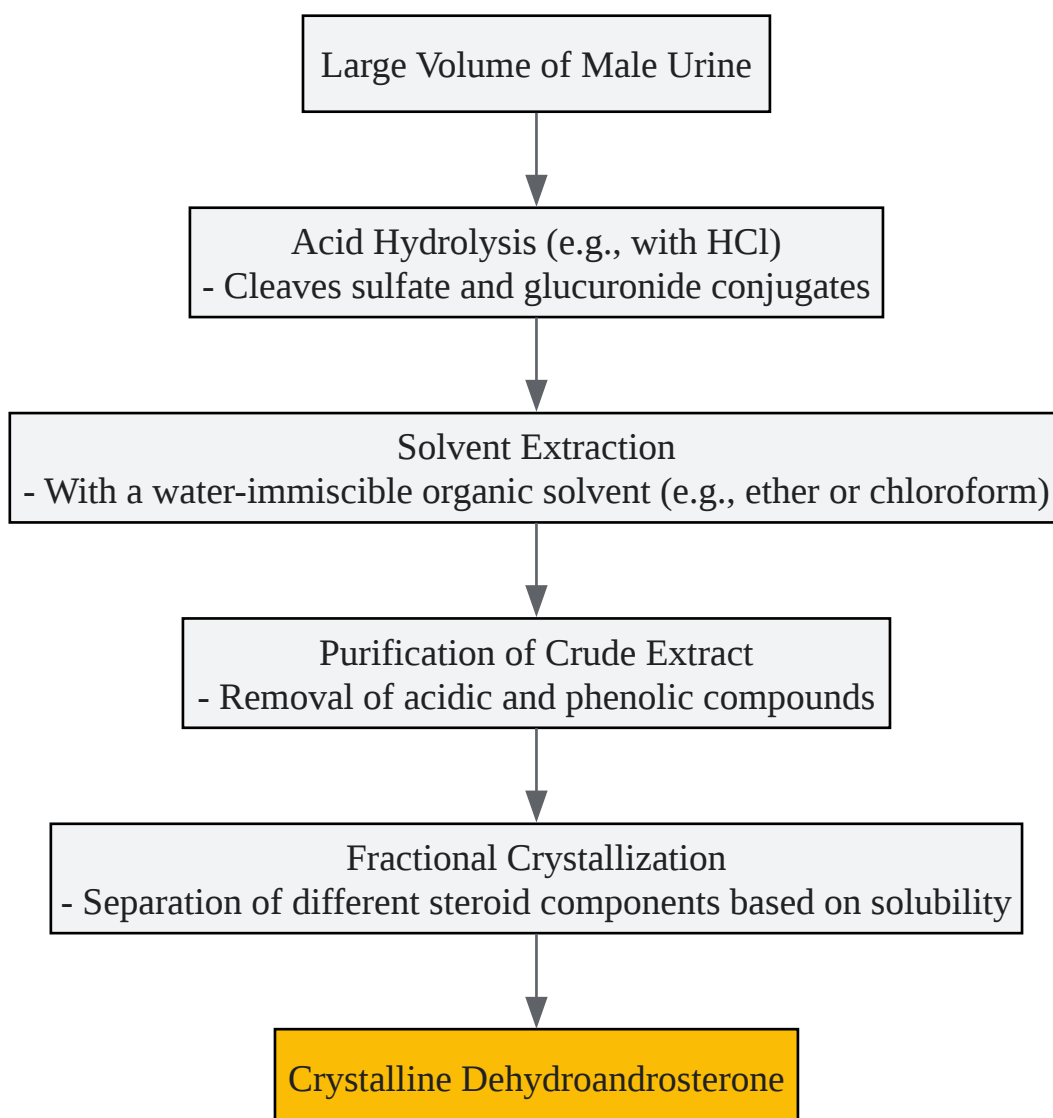 Large Volume of Male Urine
Acid Hydrolysis (e.g., with HCl)
- Cleaves sulfate and glucuronide conjugates
Solvent Extraction
- With a water-immiscible organic solvent (e.g., ether or chloroform)
Purification of Crude Extract
- Removal of acidic and phenolic compounds
Fractional Crystallization
- Separation of different steroid components based on solubility
Crystalline Dehydroandrosterone